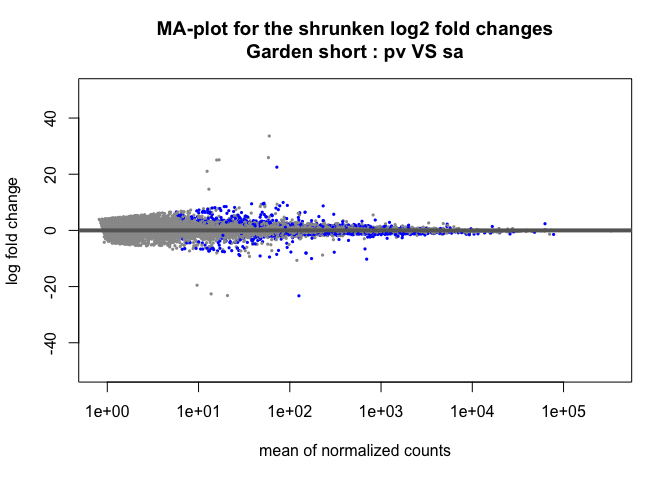 MA-plot for the shrunken log2 fold changes
Garden short : pv VS sa
log fold change
40
20
0
-20
-40
1e+00 1e+01 1e+02 1e+03 1e+04 1e+05
mean of normalized counts